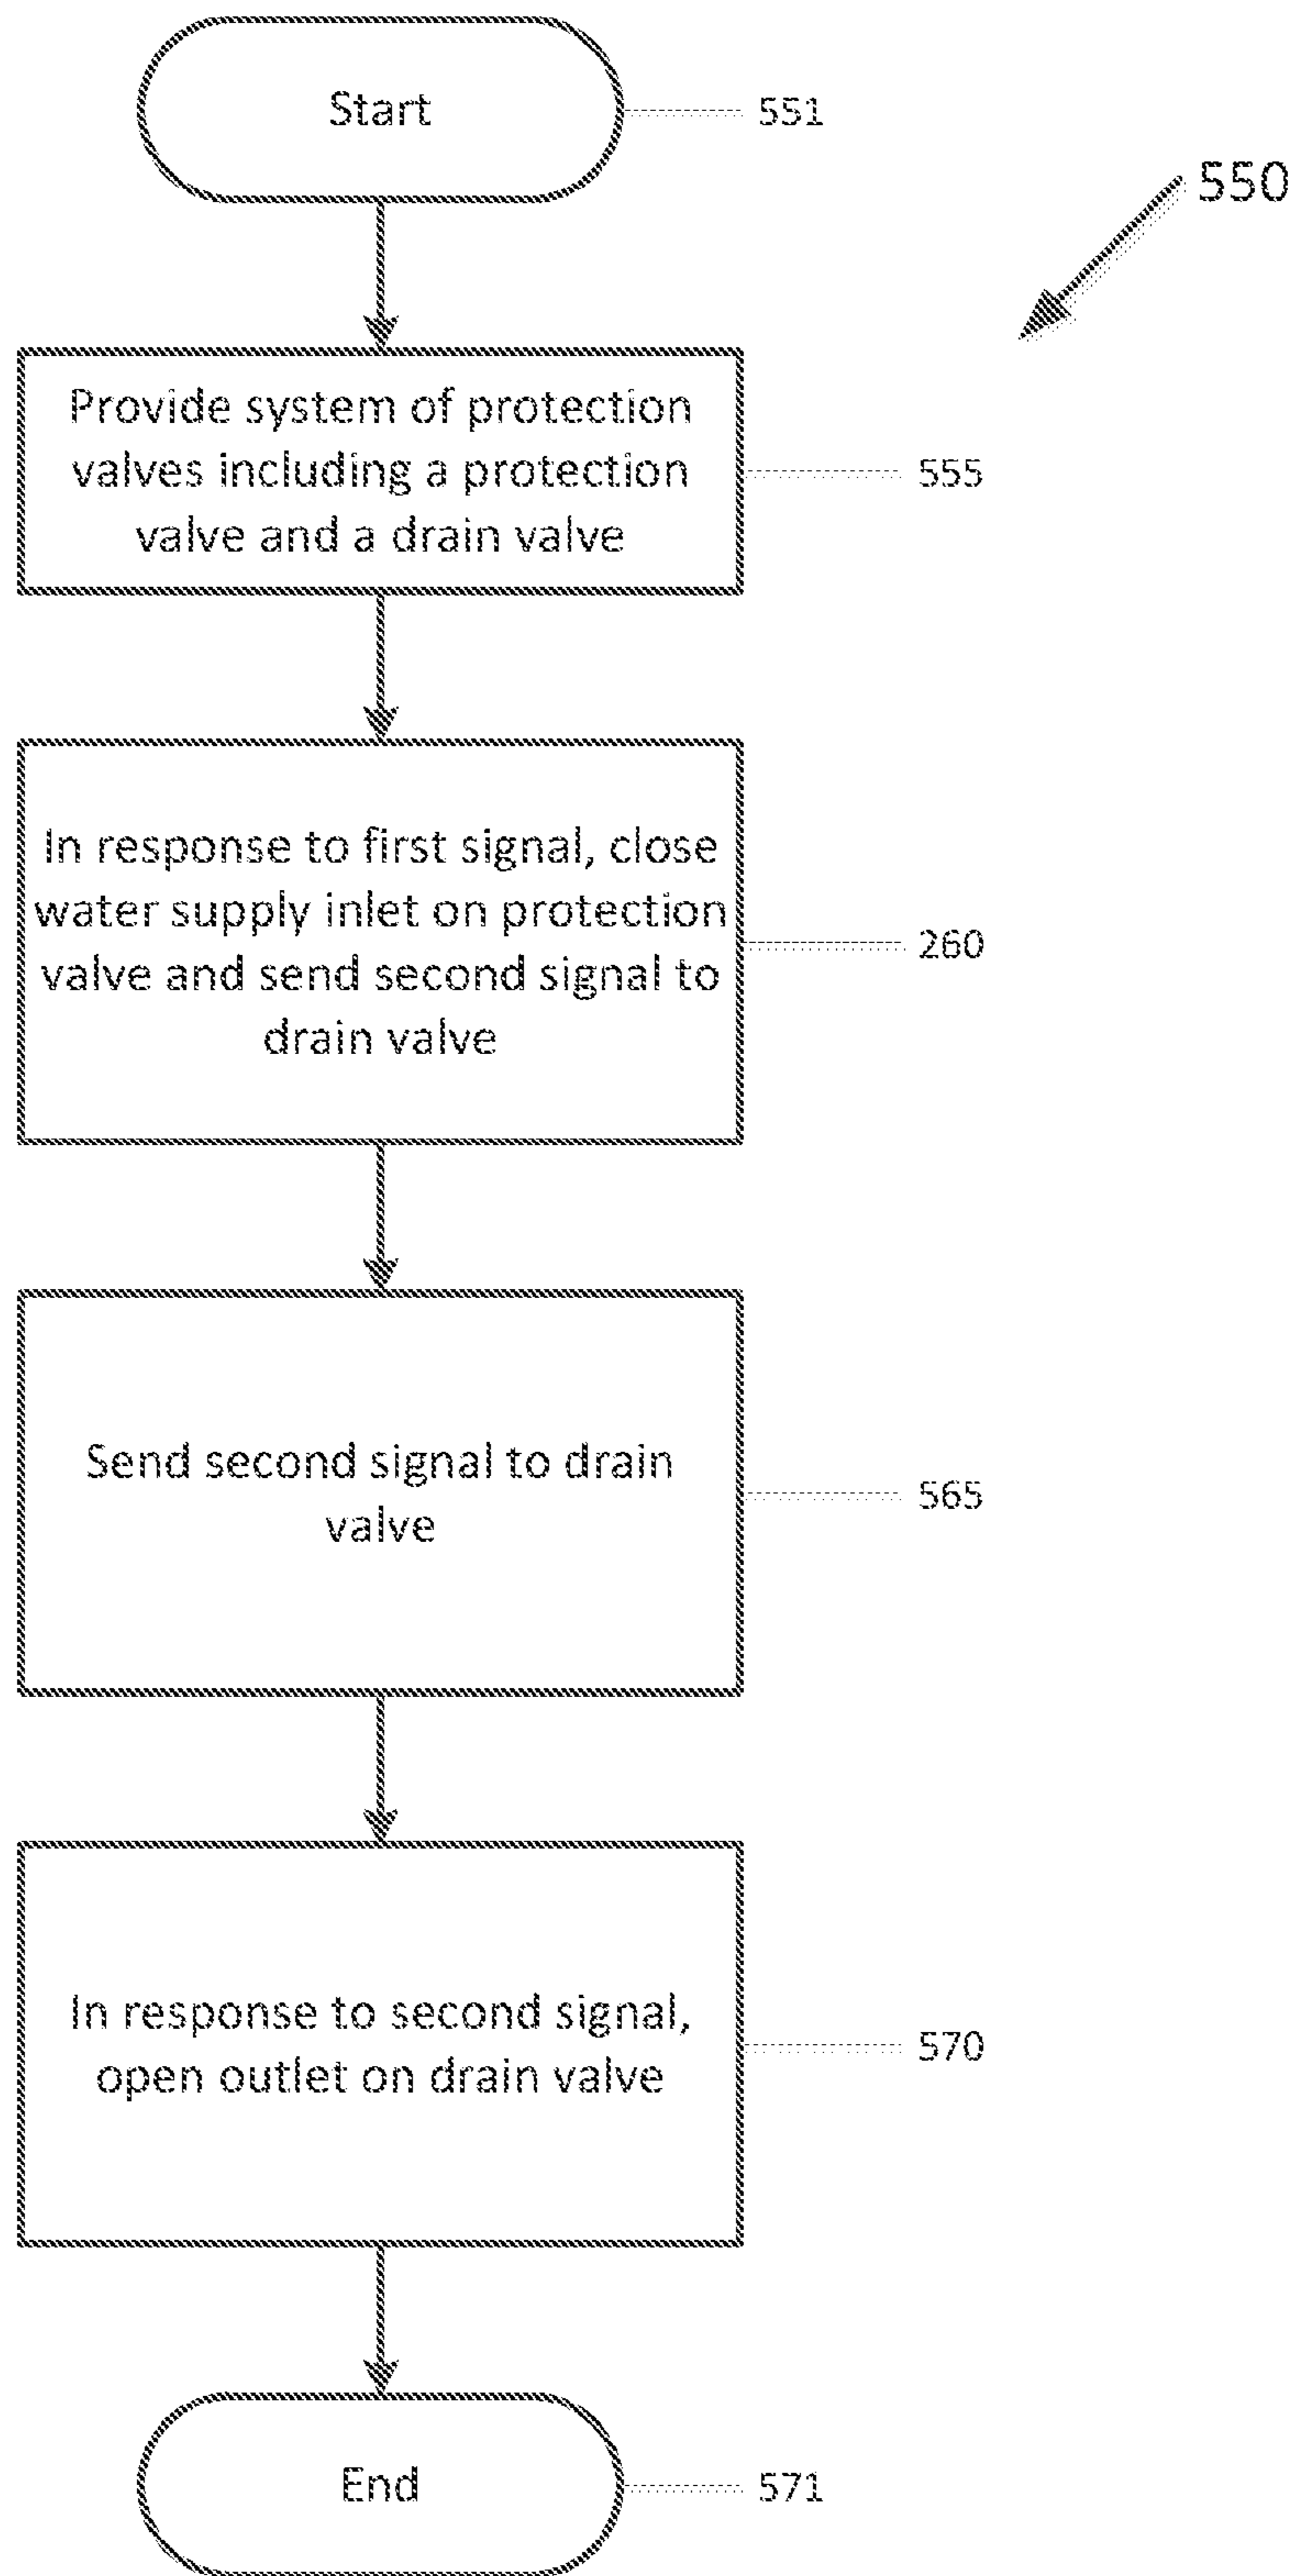 Start
551
550
Provide system of protection
valves including a protection
valve and a drain valve
555
In response to first signal, close
water supply inlet on protection
valve and send second signal to
drain valve
260
Send second signal to drain
valve
565
In response to second signal,
open outlet on drain valve
570
End
571